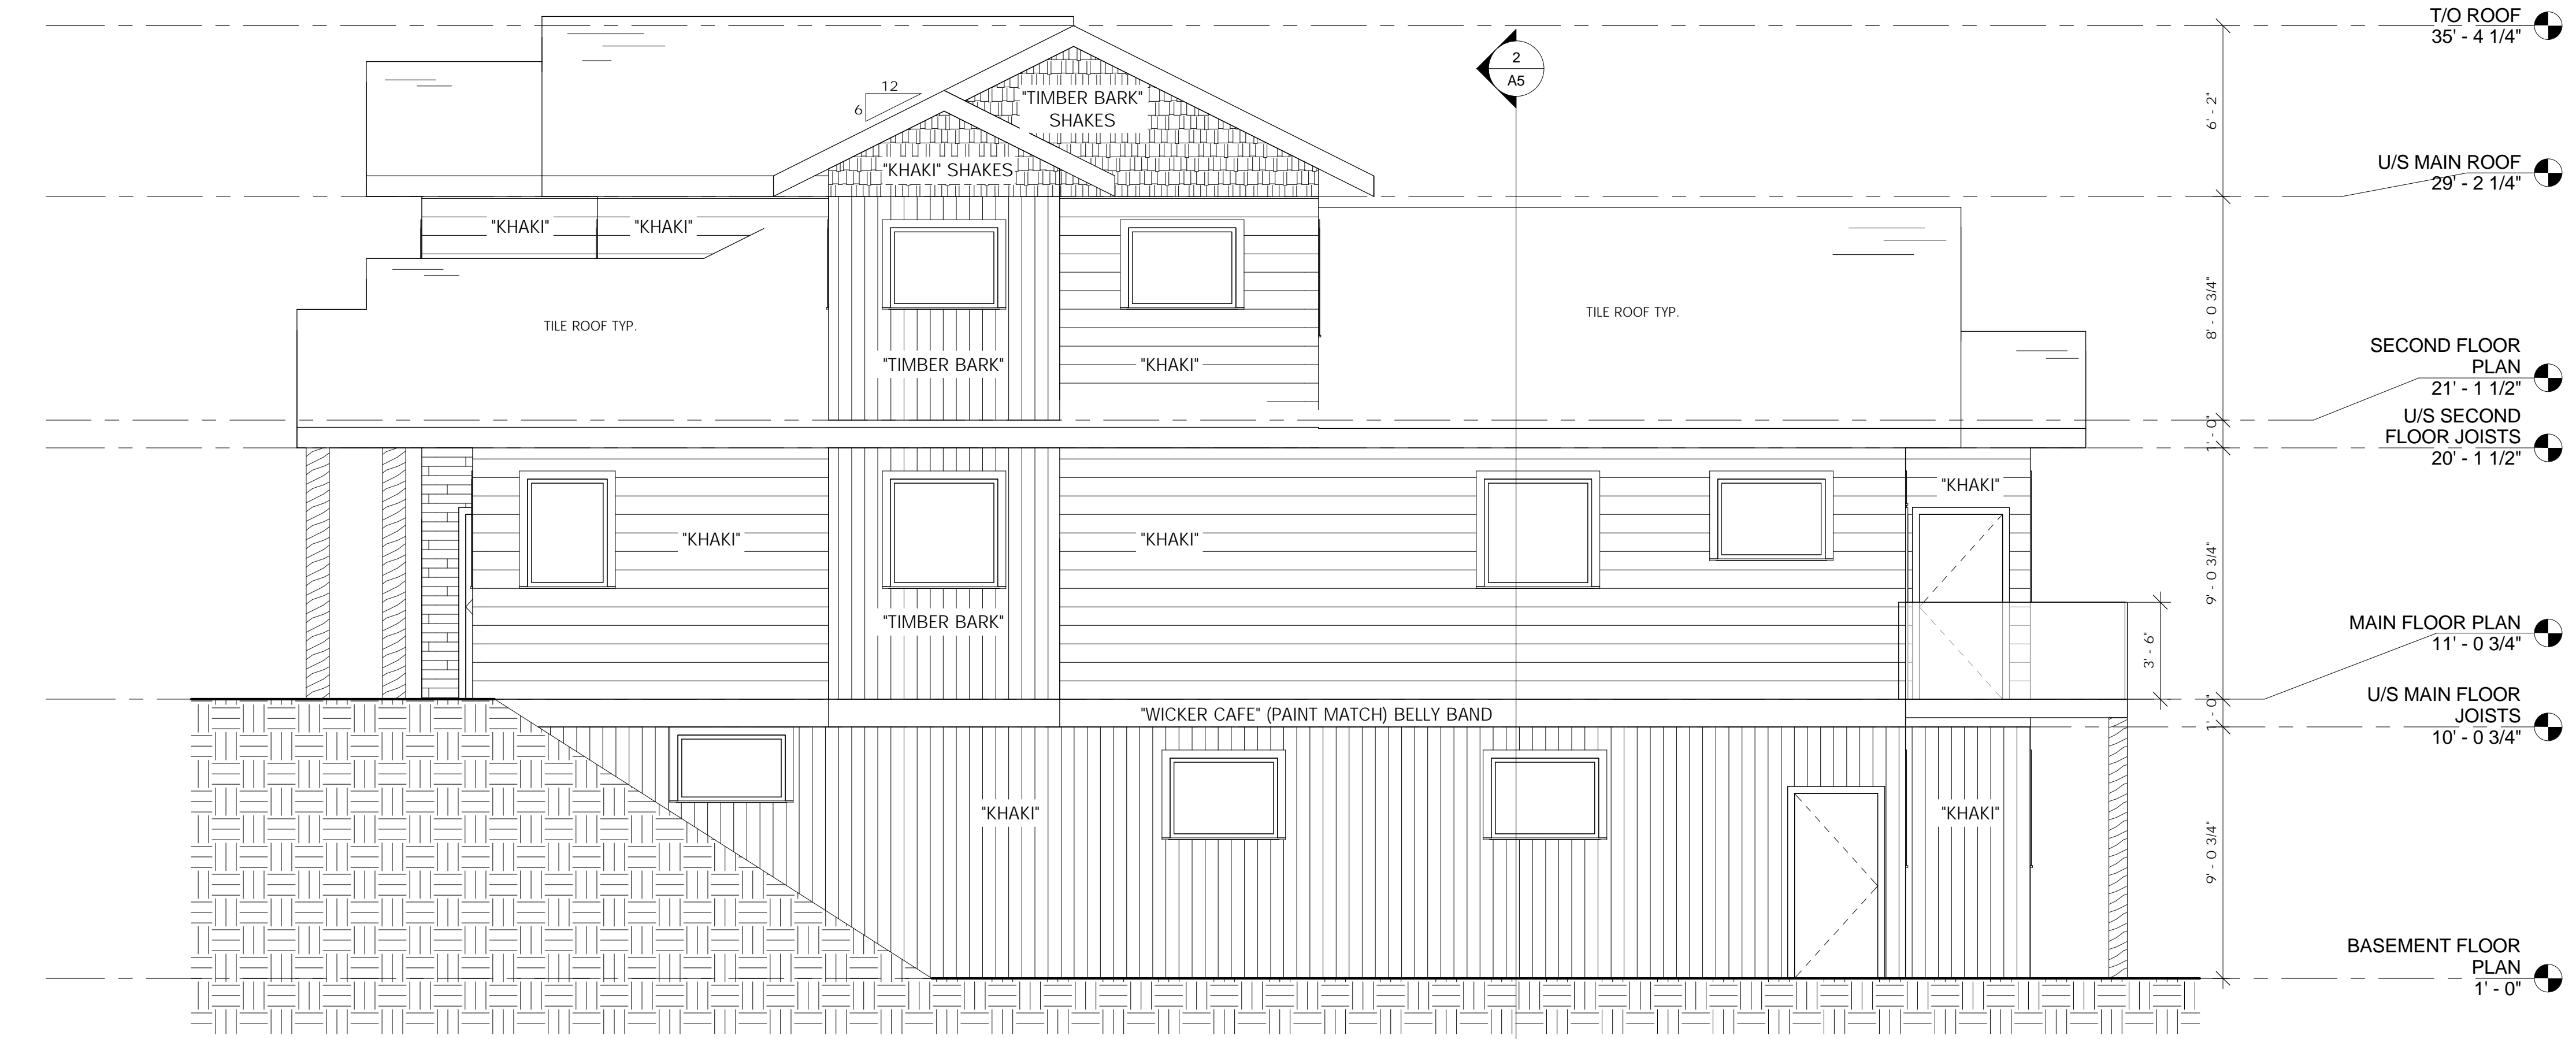 T/O ROOF
35' - 4 1/4"
2
A5
12
6
"TIMBER BARK"
SHAKES
6' - 2"
"KHAKI" SHAKES
U/S MAIN ROOF
29' - 2 1/4"
"KHAKI"
"KHAKI"
TILE ROOF TYP.
TILE ROOF TYP.
8' - 0 3/4"
"TIMBER BARK"
"KHAKI"
SECOND FLOOR
PLAN
21' - 1 1/2"
1' - 0"
U/S SECOND
FLOOR JOISTS
20' - 1 1/2"
"KHAKI"
"KHAKI"
"KHAKI"
9' - 0 3/4"
"TIMBER BARK"
3' - 6"
MAIN FLOOR PLAN
11' - 0 3/4"
"WICKER CAFE" (PAINT MATCH) BELLY BAND
1' - 0"
U/S MAIN FLOOR
JOISTS
10' - 0 3/4"
"KHAKI"
"KHAKI"
9' - 0 3/4"
BASEMENT FLOOR
PLAN
1' - 0"